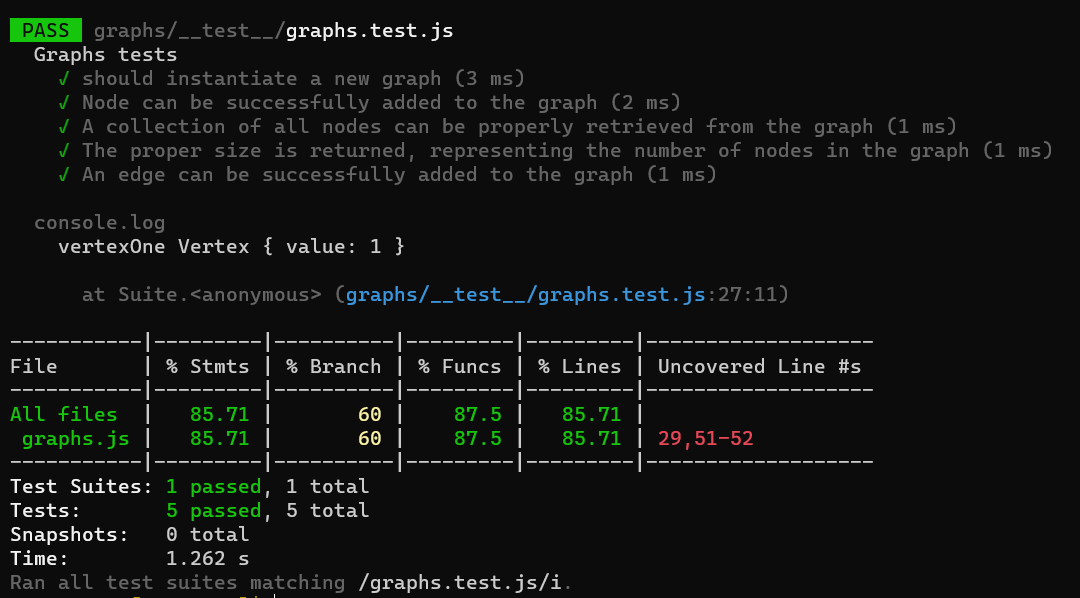 PASS graphs/__test__/graphs.test.js
Graphs tests
√ should instantiate a new graph (3 ms)
√ Node can be successfully added to the graph (2 ms)
√ A collection of all nodes can be properly retrieved from the graph (1 ms)
√ The proper size is returned, representing the number of nodes in the graph (1 ms)
√ An edge can be successfully added to the graph (1 ms)
console.log
vertexOne Vertex { value: 1 }
at Suite.<anonymous> (graphs/__test__/graphs.test.js:27:11)
-----------|---------|----------|---------|---------|-------------------
File | % Stmts | % Branch | % Funcs | % Lines | Uncovered Line #s
-----------|---------|----------|---------|---------|-------------------
All files | 85.71 | 60 | 87.5 | 85.71 |
graphs.js | 85.71 | 60 | 87.5 | 85.71 | 29,51-52
-----------|---------|----------|---------|---------|-------------------
Test Suites: 1 passed, 1 total
Tests: 5 passed, 5 total
Snapshots: 0 total
Time: 1.262 s
Ran all test suites matching /graphs.test.js/i.